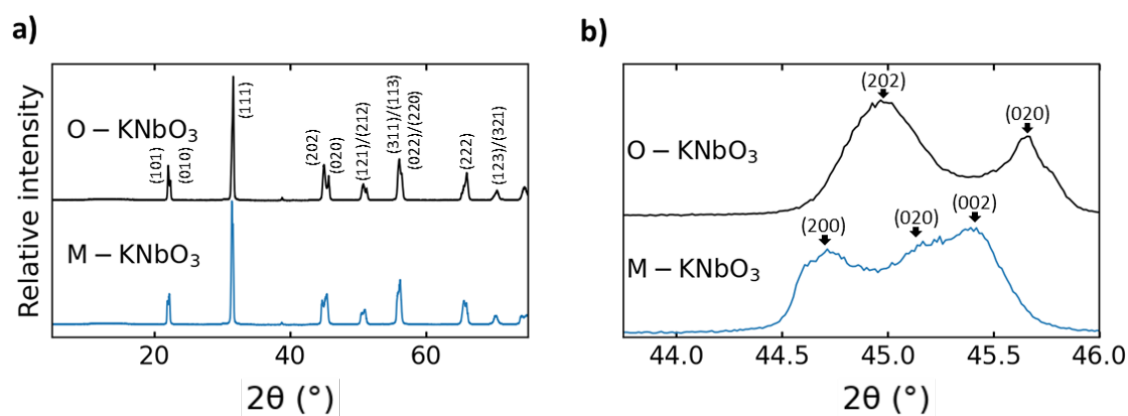 a)
Relative intensity
O – KNbO₃
(101)
(010)
(111)
(202)
(020)
(121)/(212)
(311)/(113)
(022)/(220)
(222)
(123)/(321)
M – KNbO₃
20 40 60
2θ (°)
b)
(202)
(020)
O – KNbO₃
(200)
(020)
(002)
M – KNbO₃
44.0 44.5 45.0 45.5 46.0
2θ (°)